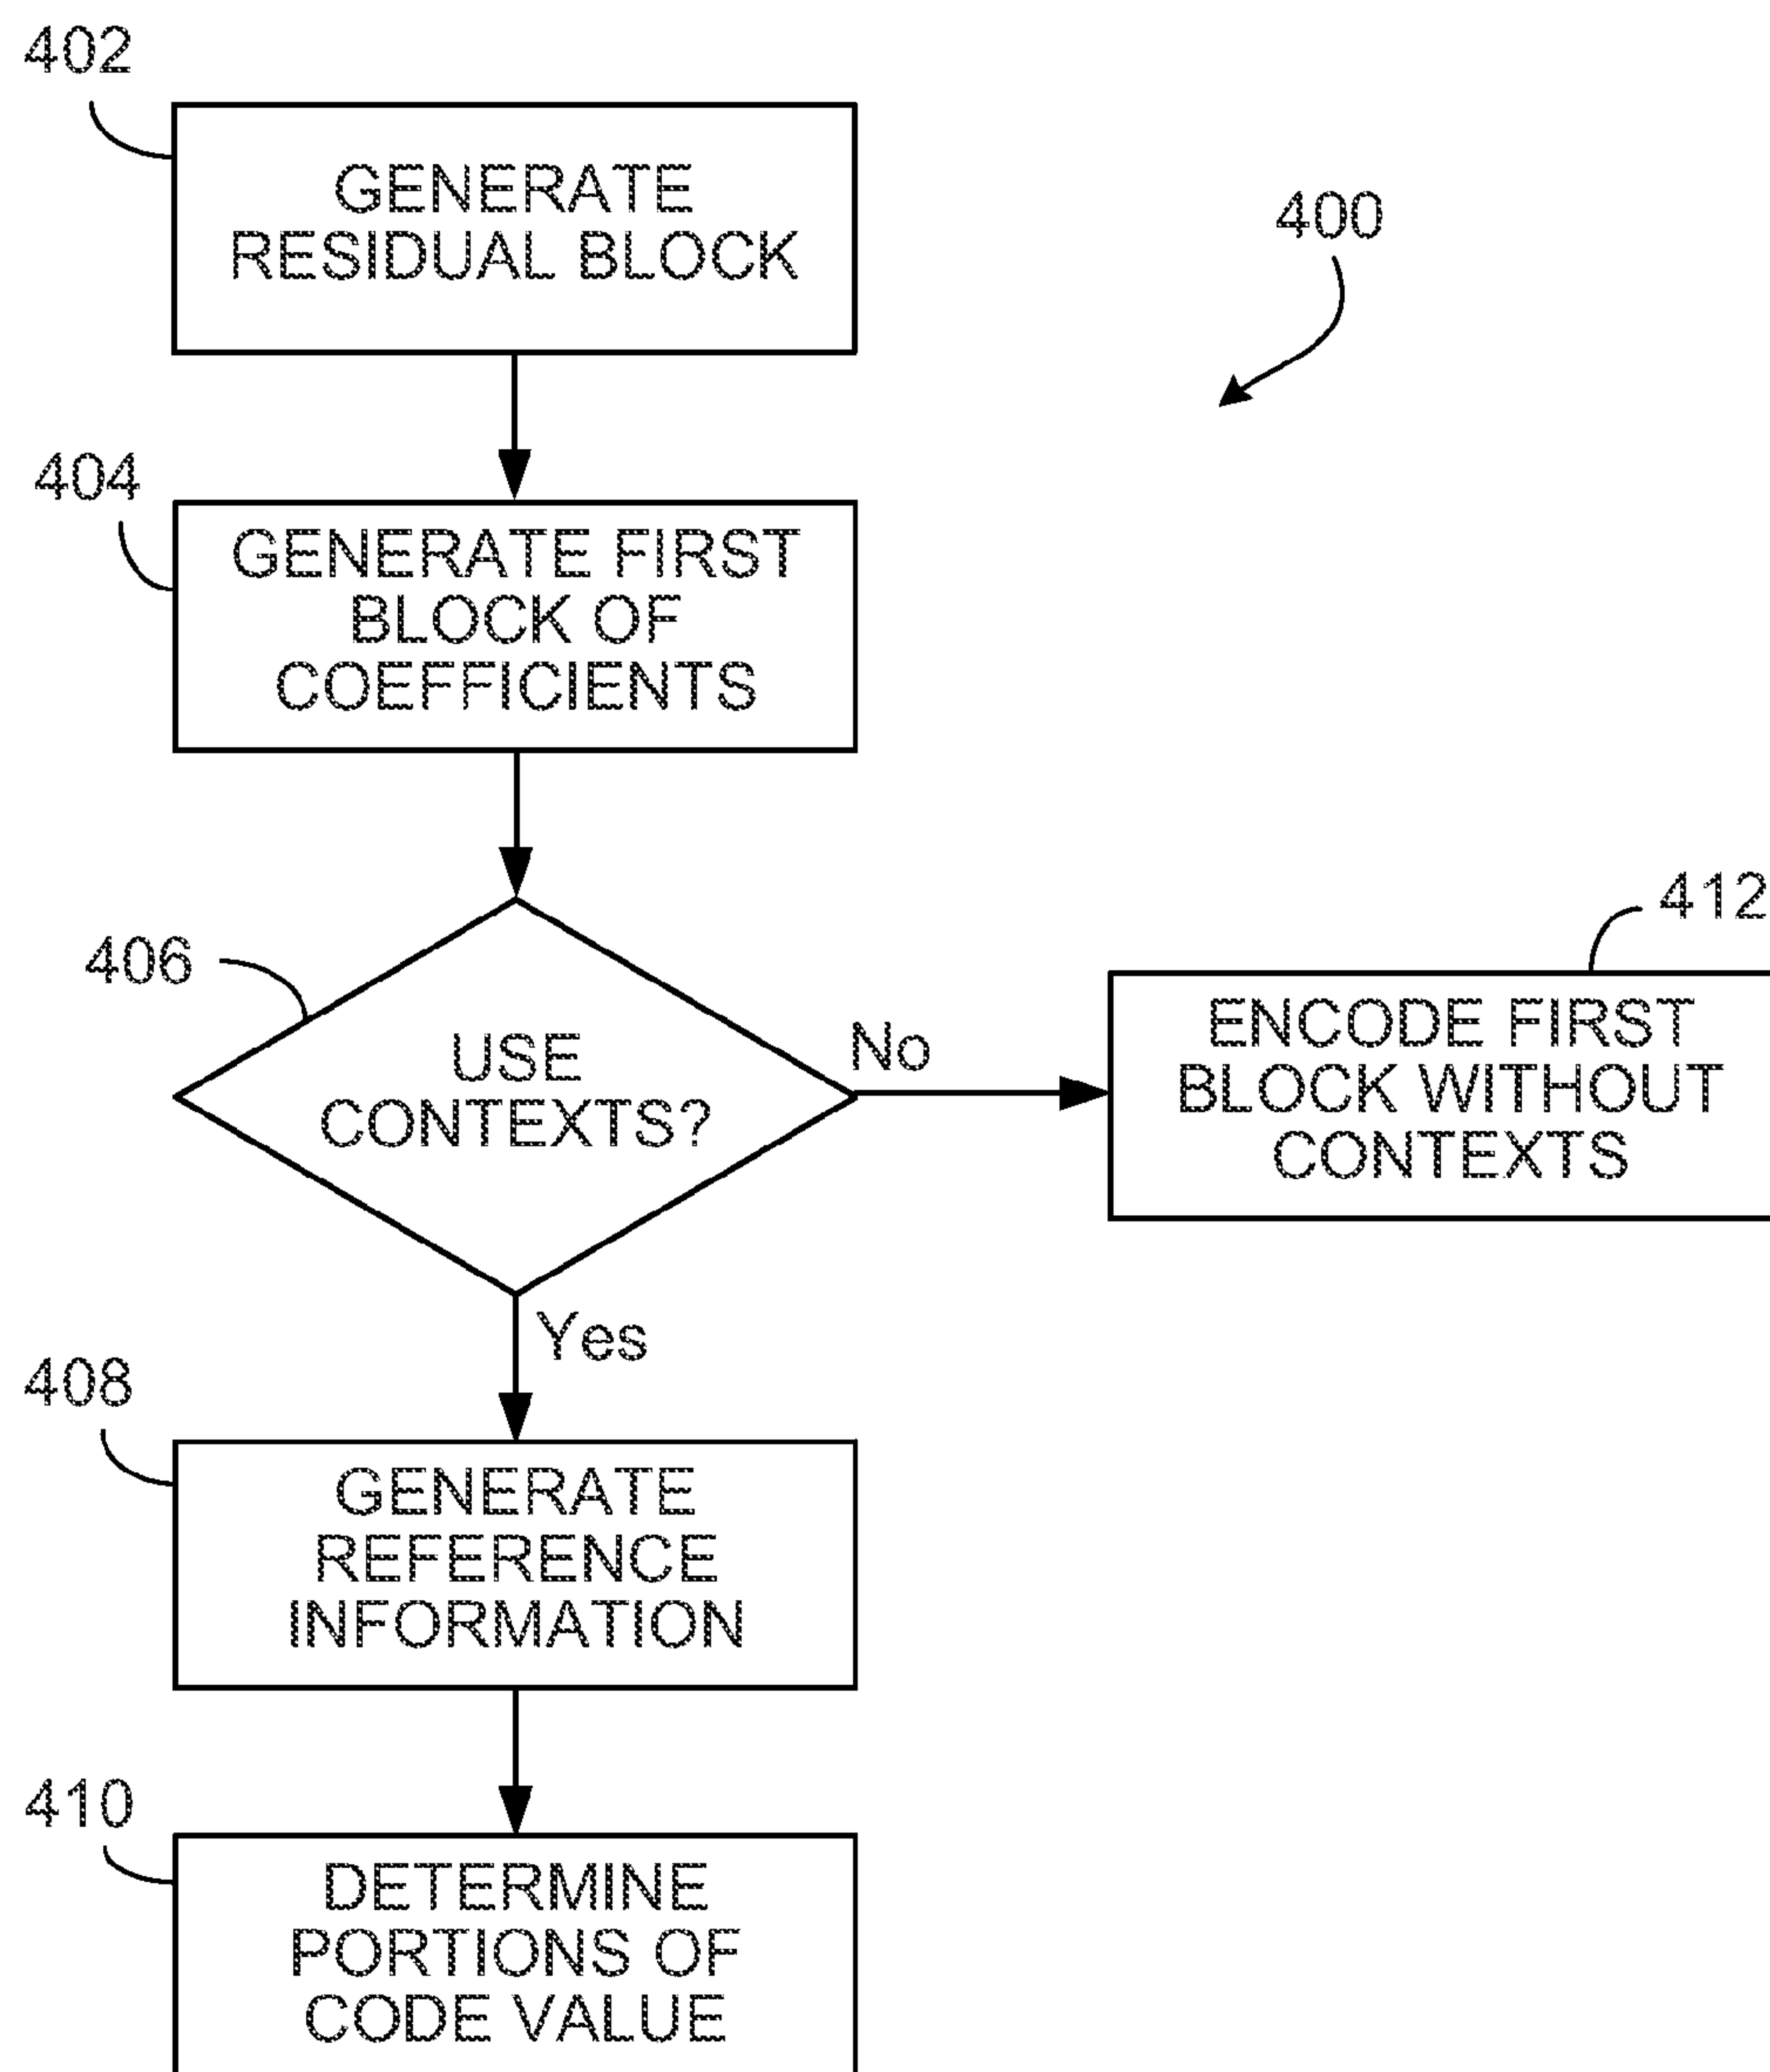 402
GENERATE
RESIDUAL BLOCK
400
404
GENERATE FIRST
BLOCK OF
COEFFICIENTS
406
USE
CONTEXTS?
No
412
ENCODE FIRST
BLOCK WITHOUT
CONTEXTS
Yes
408
GENERATE
REFERENCE
INFORMATION
410
DETERMINE
PORTIONS OF
CODE VALUE